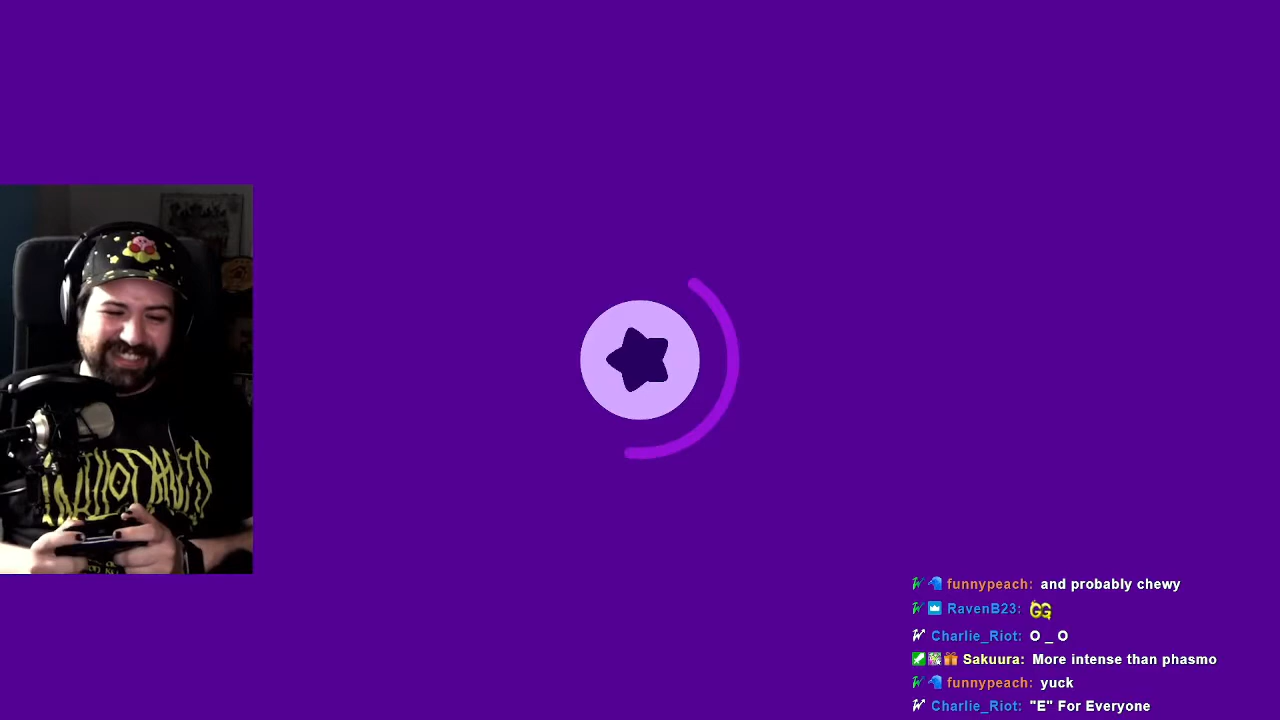 funnypeach: and probably chewy
RavenB23: GG
Charlie_Riot: O _ O
Sakuura: More intense than phasmo
funnypeach: yuck
Charlie_Riot: "E" For Everyone